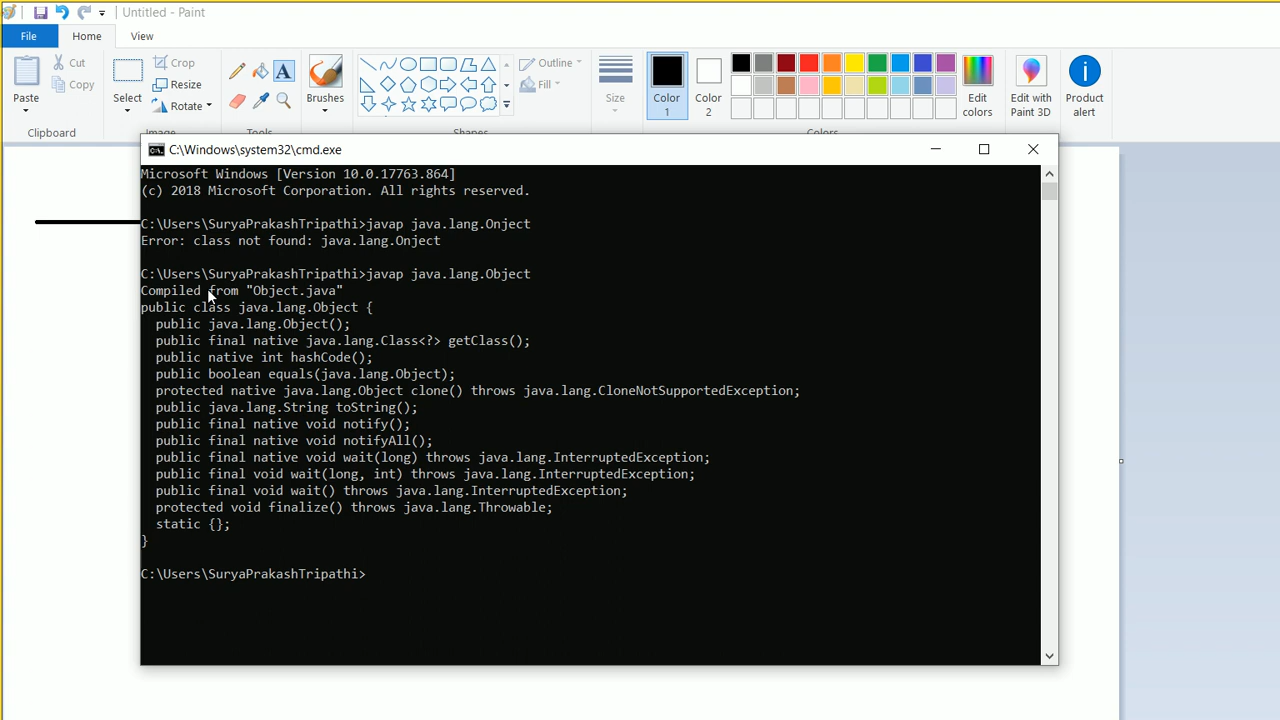 Untitled - Paint
File Home View
Paste
Cut
Copy
Clipboard
Select
Crop
Resize
Rotate
Image
Tools
Brushes
Shapes
Outline
Fill
Size
Color 1
Color 2
Colors
Edit colors
Edit with Paint 3D
Product alert
C:\Windows\system32\cmd.exe
Microsoft Windows [Version 10.0.17763.864]
(c) 2018 Microsoft Corporation. All rights reserved.
C:\Users\SuryaPrakashTripathi>javap java.lang.Onject
Error: class not found: java.lang.Onject
C:\Users\SuryaPrakashTripathi>javap java.lang.Object
Compiled from "Object.java"
public class java.lang.Object {
public java.lang.Object();
public final native java.lang.Class<?> getClass();
public native int hashCode();
public boolean equals(java.lang.Object);
protected native java.lang.Object clone() throws java.lang.CloneNotSupportedException;
public java.lang.String toString();
public final native void notify();
public final native void notifyAll();
public final native void wait(long) throws java.lang.InterruptedException;
public final void wait(long, int) throws java.lang.InterruptedException;
public final void wait() throws java.lang.InterruptedException;
protected void finalize() throws java.lang.Throwable;
static {};
}
C:\Users\SuryaPrakashTripathi>